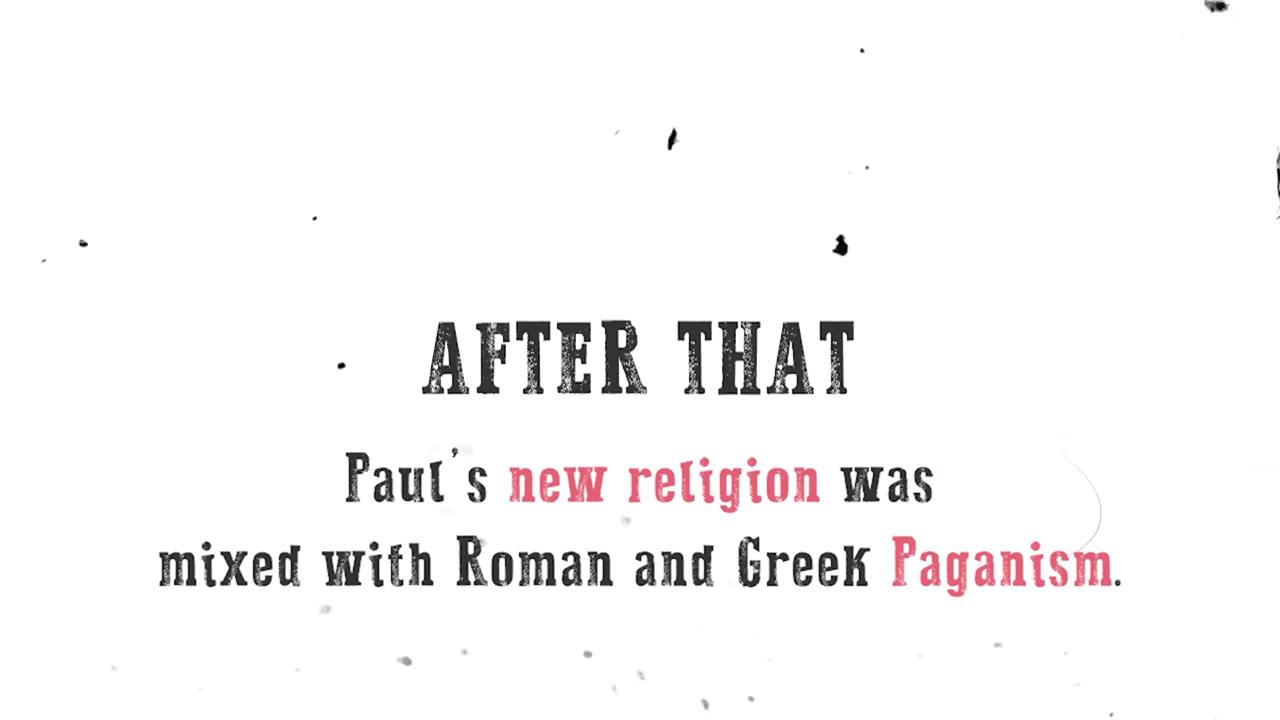 AFTER THAT
Paul's new religion was
mixed with Roman and Greek Paganism.